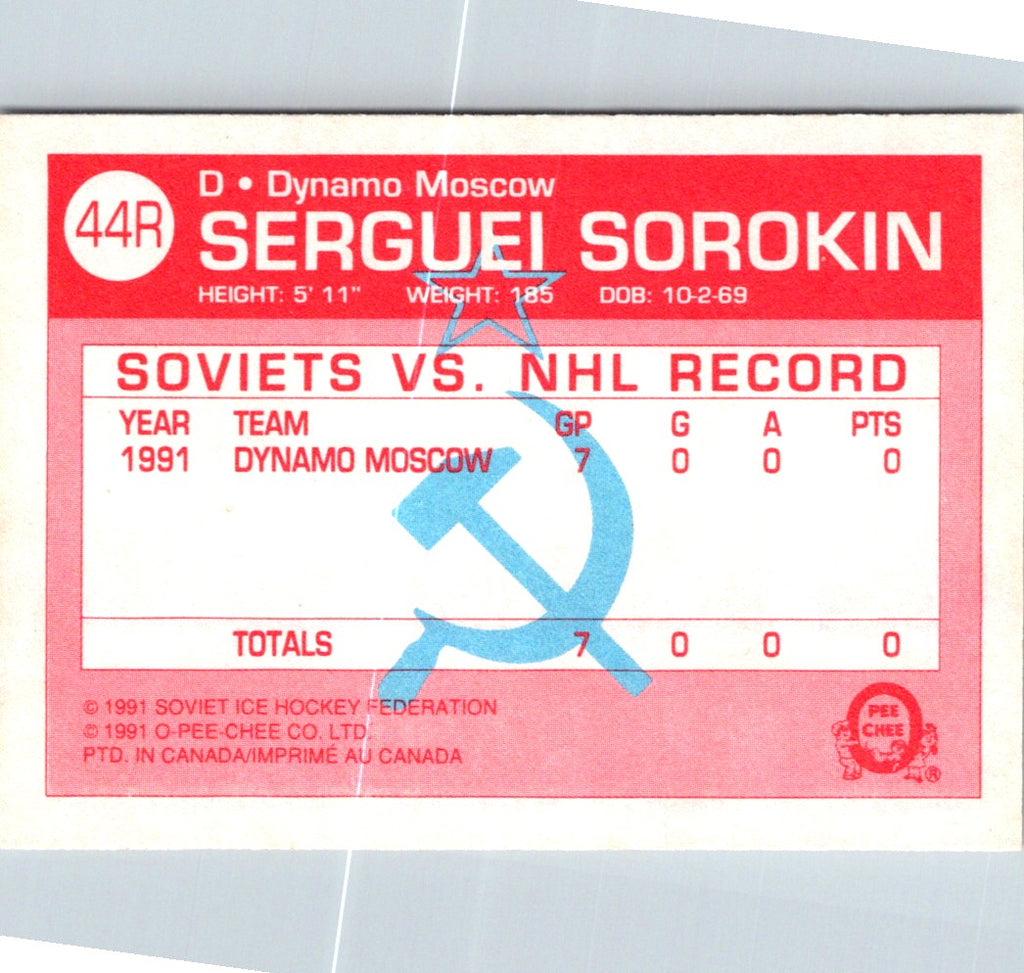 44R
D • Dynamo Moscow
SERGUEI SOROKIN
HEIGHT: 5' 11" WEIGHT: 185 DOB: 10-2-69
SOVIETS VS. NHL RECORD
YEAR TEAM GP G A PTS
1991 DYNAMO MOSCOW 7 0 0 0
TOTALS 7 0 0 0
© 1991 SOVIET ICE HOCKEY FEDERATION
© 1991 O-PEE-CHEE CO. LTD.
PTD. IN CANADA/IMPRIMÉ AU CANADA
O
PEE
CHEE
®